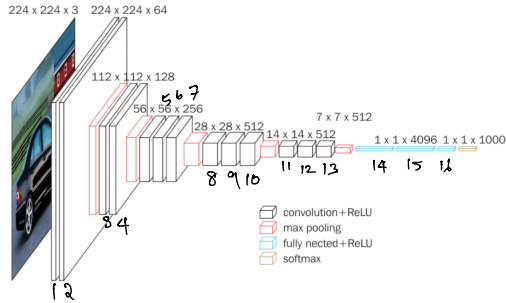 224 x 224 x 3
224 x 224 x 64
112 x 112 x 128
56 x 56 x 256
5 6 7
28 x 28 x 512
14 x 14 x 512
7 x 7 x 512
1 x 1 x 4096
1 x 1 x 1000
8 9 10
11 12 13
14 15 16
3 4
1 2
convolution+ReLU
max pooling
fully nected+ReLU
softmax